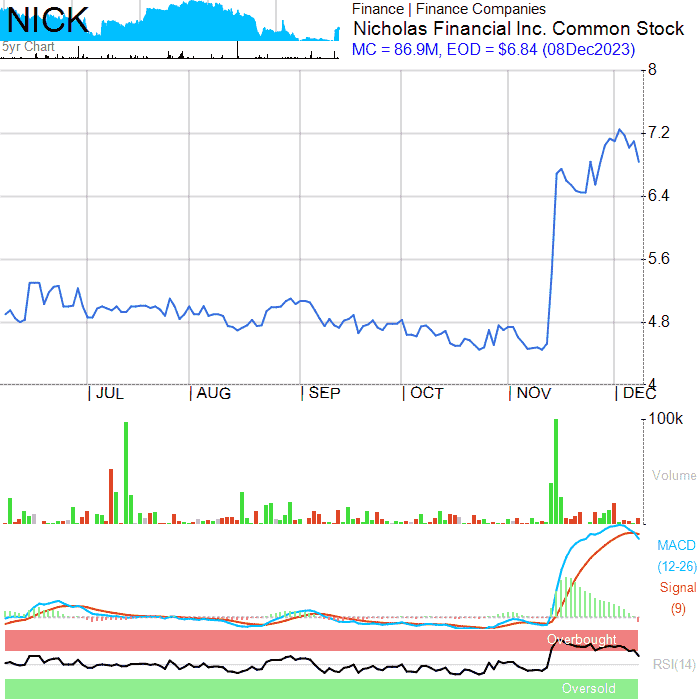 NICK
5yr Chart
Finance | Finance Companies
Nicholas Financial Inc. Common Stock
MC = 86.9M, EOD = $6.84 (08Dec2023)
8
7.2
6.4
5.6
4.8
4
JUL AUG SEP OCT NOV DEC
100k
Volume
MACD
(12-26)
Signal
(9)
Overbought
RSI(14)
Oversold